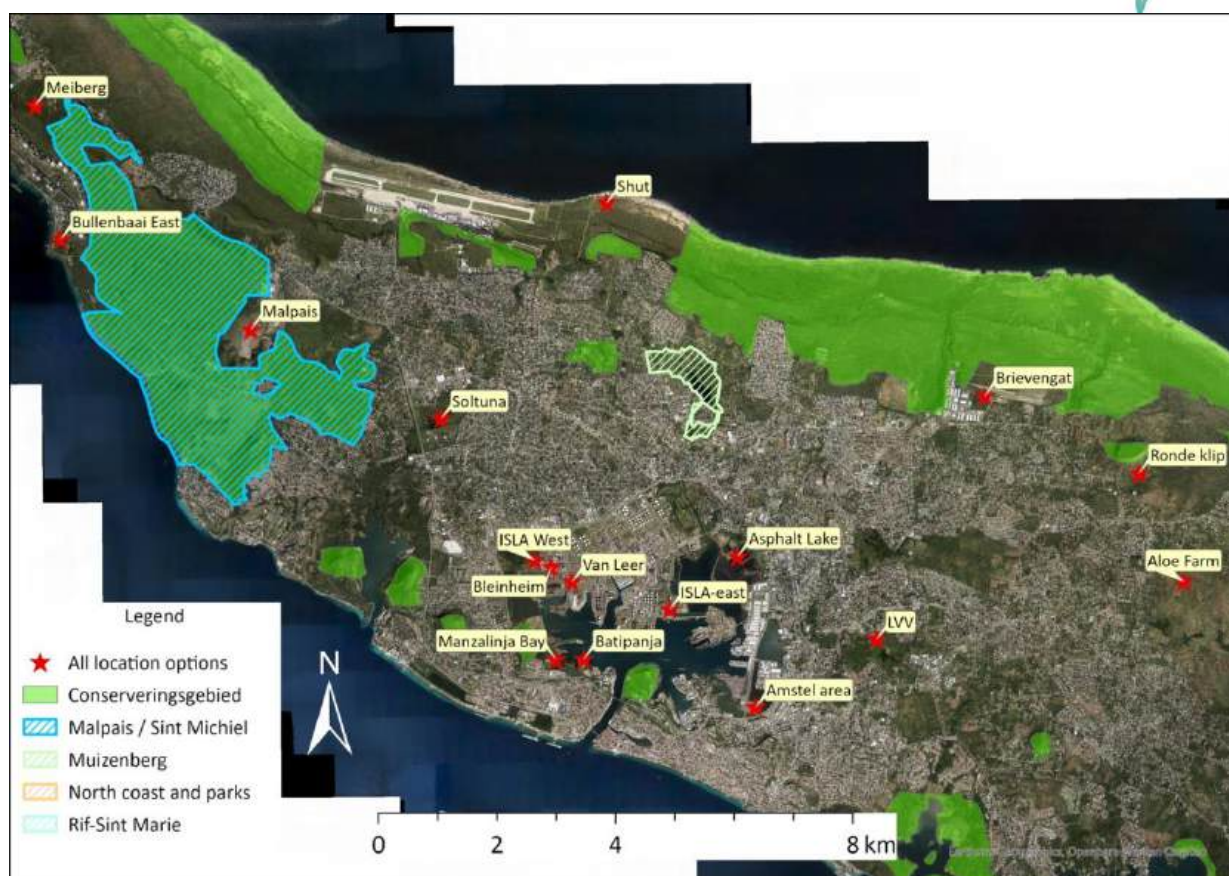 Meiberg
Shut
Bullenbaai East
Malpais
Brievengat
Soltuna
Ronde klip
ISLA West
Asphalt Lake
Aloe Farm
Bleinheim
Van Leer
ISLA-east
LVV
Manzalinja Bay
Batipanja
Amstel area
Legend
All location options
Conserveringsgebied
Malpais / Sint Michiel
Muizenberg
North coast and parks
Rif-Sint Marie
N
0 2 4 8 km